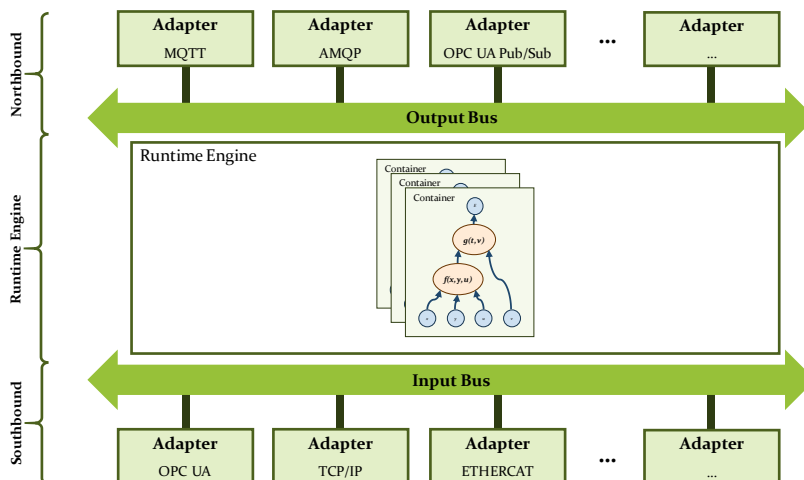 Northbound
Adapter
MQTT
Adapter
AMQP
Adapter
OPC UA Pub/Sub
...
Adapter
...
Output Bus
Runtime Engine
Runtime Engine
Container
Container
Container
g(t,v)
f(x,y,u)
Input Bus
Southbound
Adapter
OPC UA
Adapter
TCP/IP
Adapter
ETHERCAT
...
Adapter
...